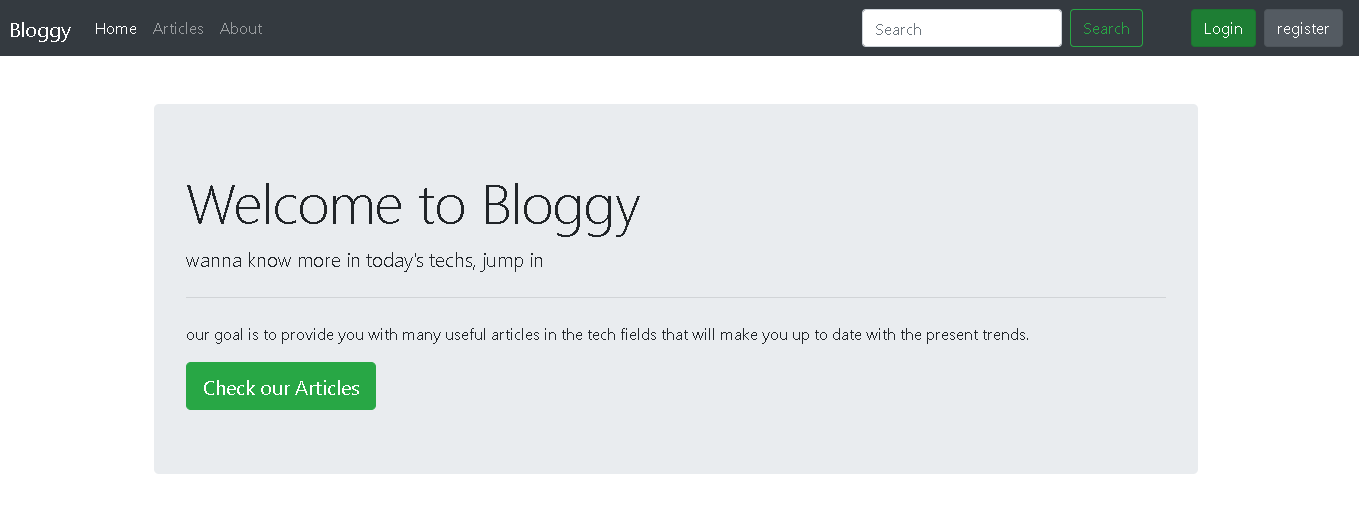 Bloggy Home Articles About Search Search Login register
Welcome to Bloggy
wanna know more in today's techs, jump in
our goal is to provide you with many useful articles in the tech fields that will make you up to date with the present trends.
Check our Articles